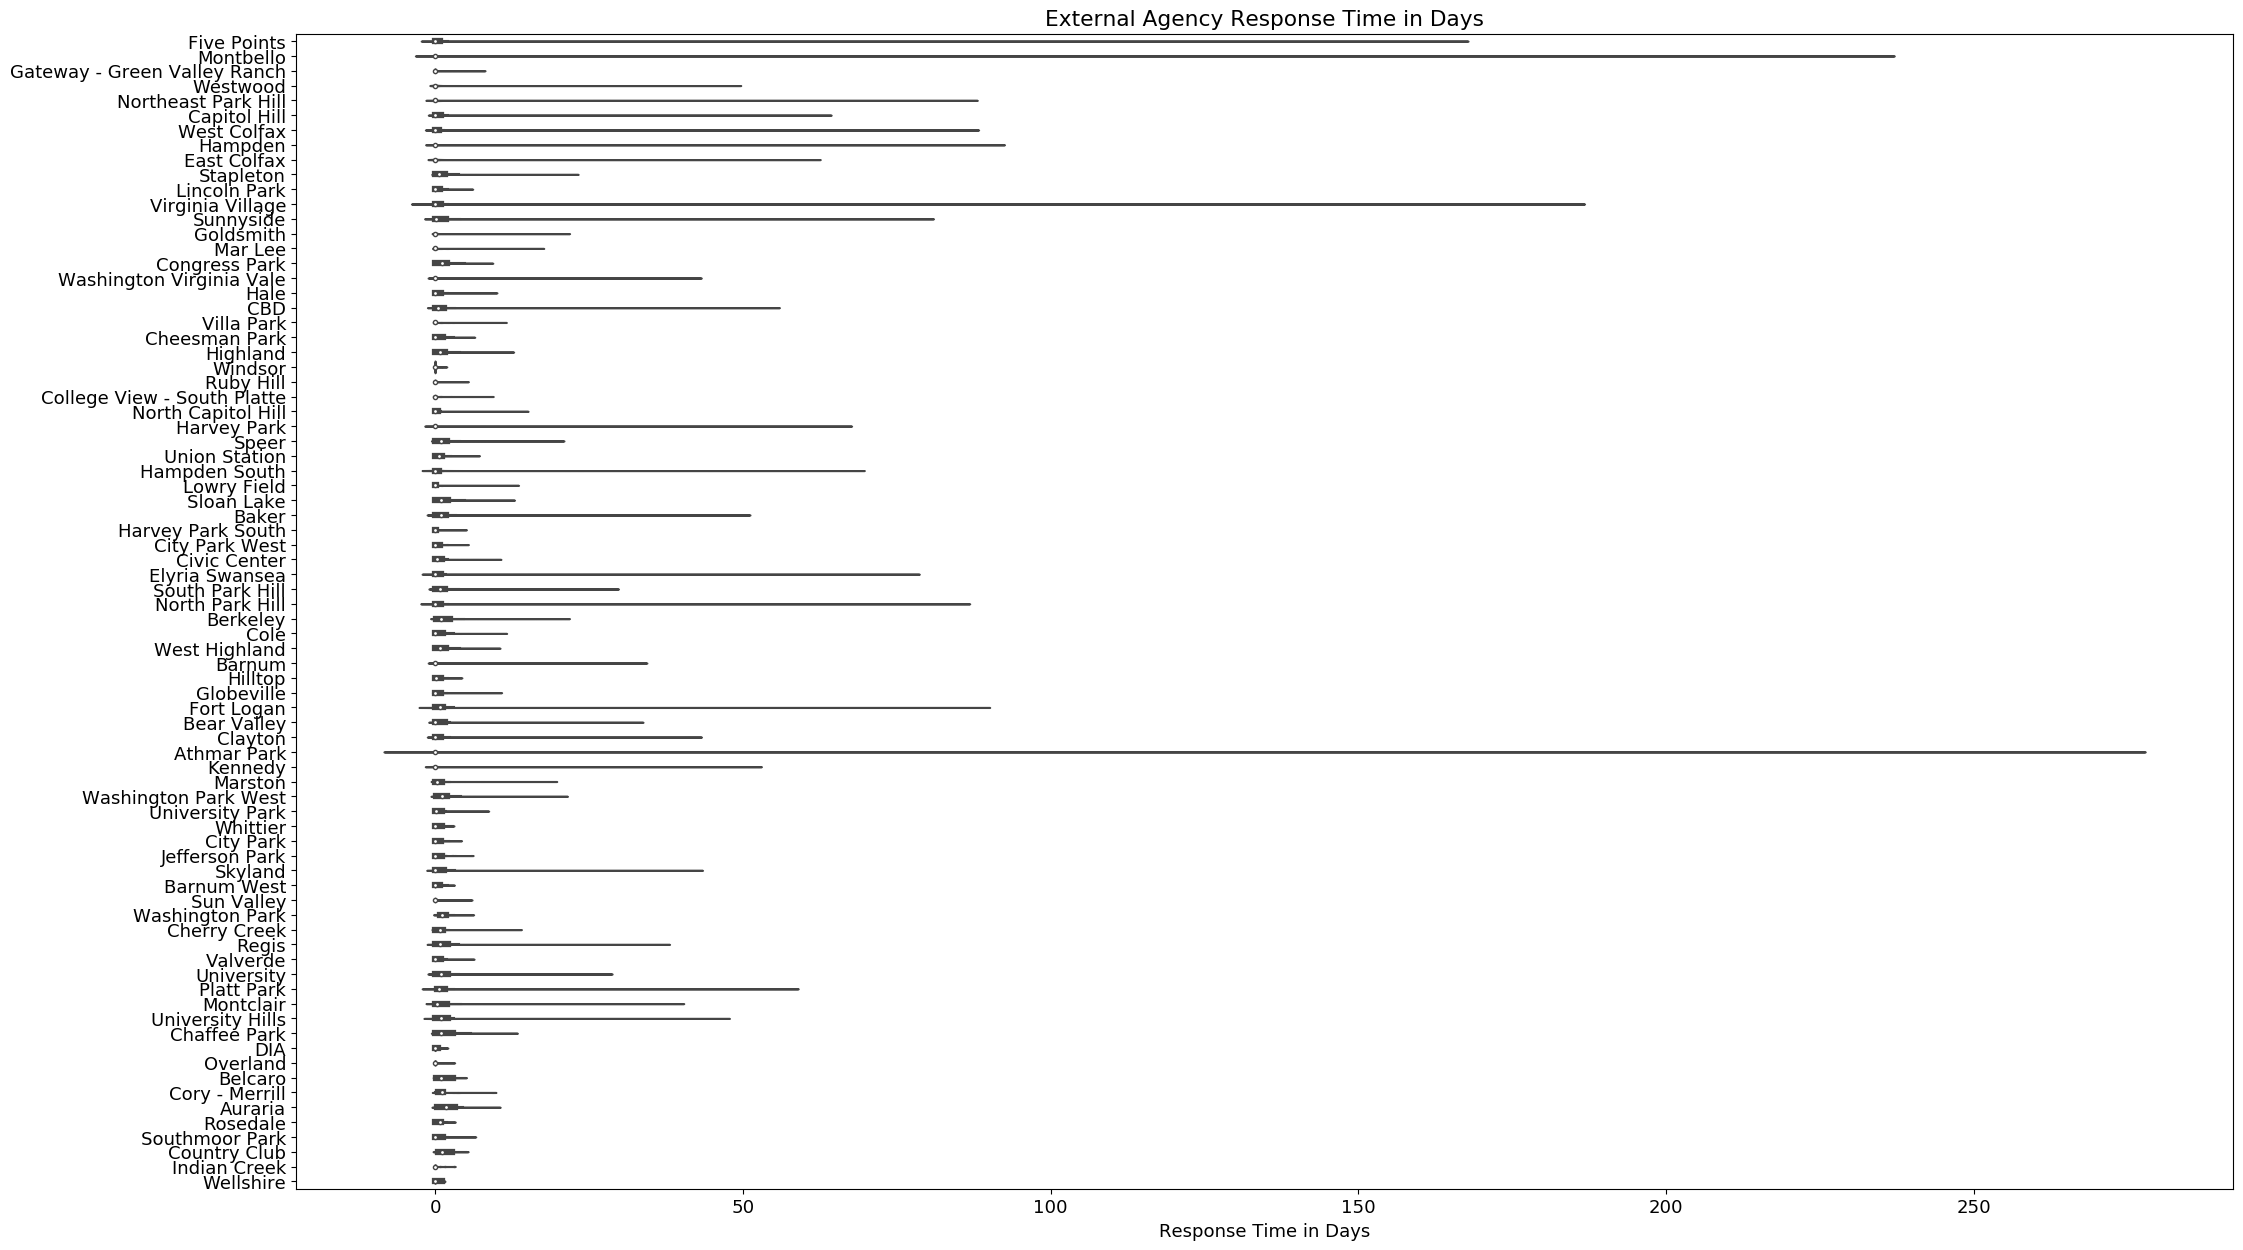 External Agency Response Time in Days
Five Points
Montbello
Gateway - Green Valley Ranch
Westwood
Northeast Park Hill
Capitol Hill
West Colfax
Hampden
East Colfax
Stapleton
Lincoln Park
Virginia Village
Sunnyside
Goldsmith
Mar Lee
Congress Park
Washington Virginia Vale
Hale
CBD
Villa Park
Cheesman Park
Highland
Windsor
Ruby Hill
College View - South Platte
North Capitol Hill
Harvey Park
Speer
Union Station
Hampden South
Lowry Field
Sloan Lake
Baker
Harvey Park South
City Park West
Civic Center
Elyria Swansea
South Park Hill
North Park Hill
Berkeley
Cole
West Highland
Barnum
Hilltop
Globeville
Fort Logan
Bear Valley
Clayton
Athmar Park
Kennedy
Marston
Washington Park West
University Park
Whittier
City Park
Jefferson Park
Skyland
Barnum West
Sun Valley
Washington Park
Cherry Creek
Regis
Valverde
University
Platt Park
Montclair
University Hills
Chaffee Park
DIA
Overland
Belcaro
Cory - Merrill
Auraria
Rosedale
Southmoor Park
Country Club
Indian Creek
Wellshire
0 50 100 150 200 250
Response Time in Days